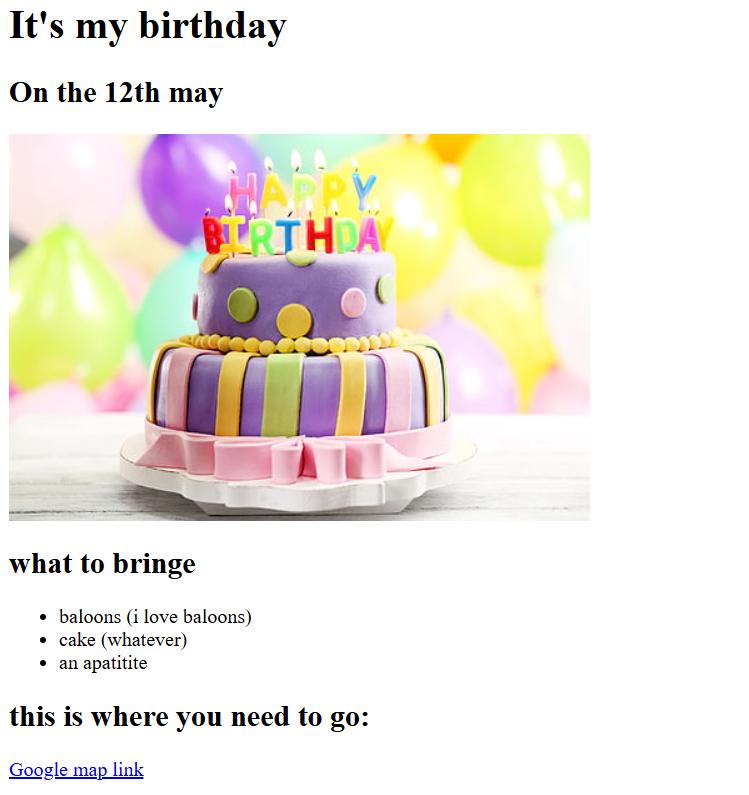 It's my birthday
On the 12th may
HAPPY
BIRTHDAY
what to bringe
baloons (i love baloons)
cake (whatever)
an apatitite
this is where you need to go:
Google map link